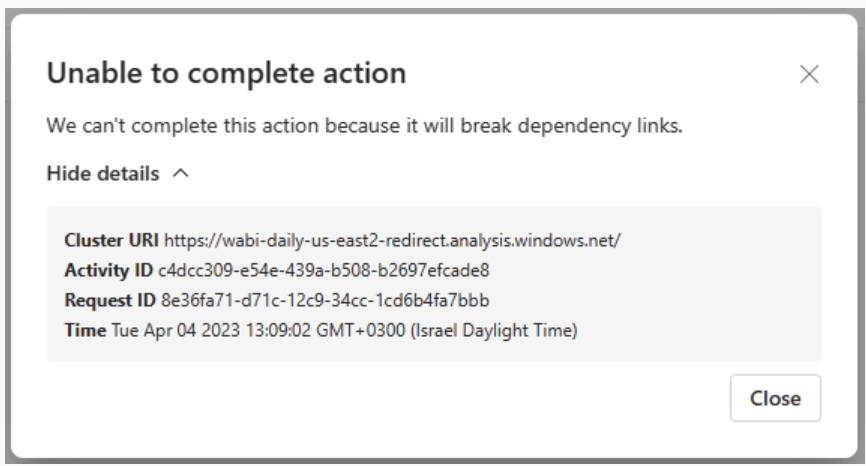 Unable to complete action
We can't complete this action because it will break dependency links.
Hide details
Cluster URI https://wabi-daily-us-east2-redirect.analysis.windows.net/
Activity ID c4dcc309-e54e-439a-b508-b2697efcade8
Request ID 8e36fa71-d71c-12c9-34cc-1cd6b4fa7bbb
Time Tue Apr 04 2023 13:09:02 GMT+0300 (Israel Daylight Time)
Close